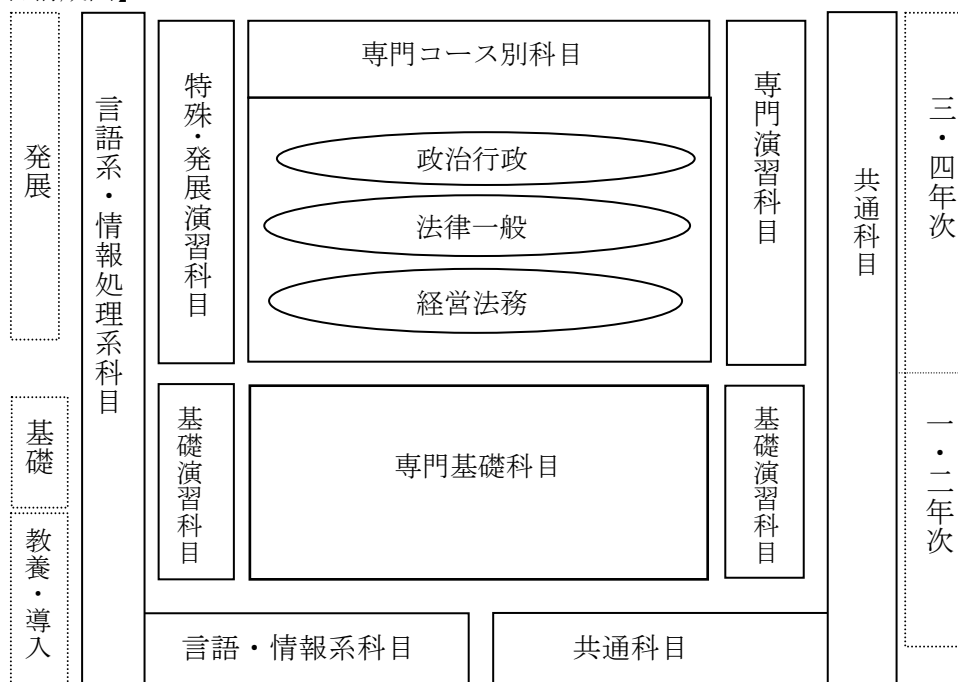 専門コース別科目
政治行政
法律一般
経営法務
専門基礎科目
発展
基礎
教養・導入
言語系・情報処理系科目
特殊・発展演習科目
基礎演習科目
専門演習科目
基礎演習科目
共通科目
三・四年次
一・二年次
言語・情報系科目
共通科目